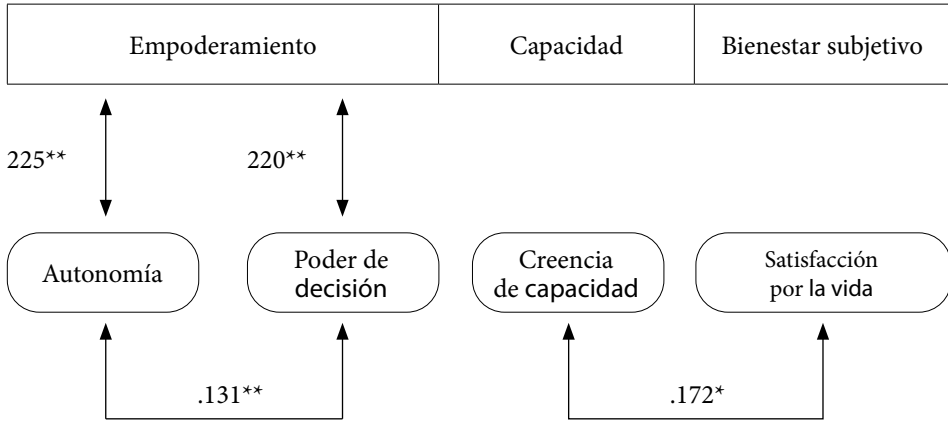 Empoderamiento
Capacidad
Bienestar subjetivo
225**
220**
Autonomía
Poder de
decisión
Creencia
de capacidad
Satisfacción
por la vida
.131**
.172*